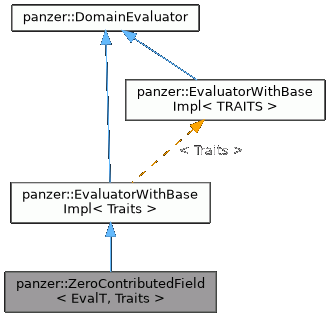 panzer::DomainEvaluator
panzer::EvaluatorWithBase
Impl< TRAITS >
< Traits >
panzer::EvaluatorWithBase
Impl< Traits >
panzer::ZeroContributedField
< EvalT, Traits >